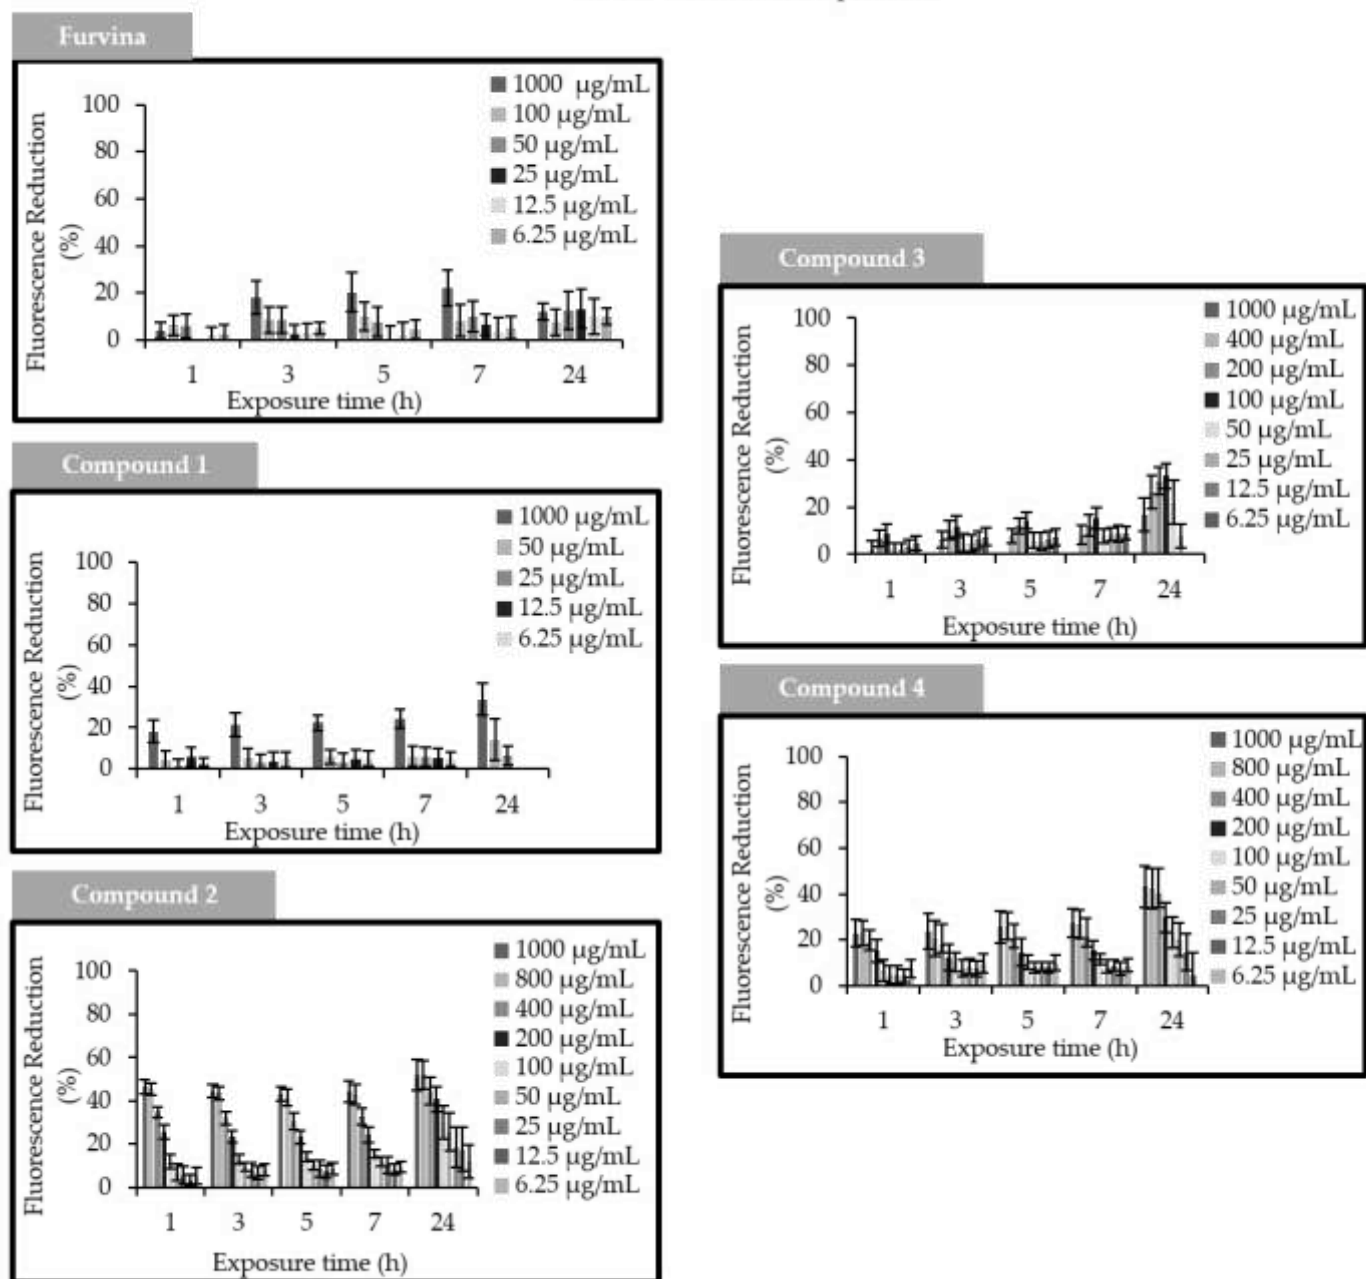 Furvina
1000 µg/mL
100 µg/mL
50 µg/mL
25 µg/mL
12.5 µg/mL
6.25 µg/mL
Fluorescence Reduction
(%)
100
80
60
40
20
0
1 3 5 7 24
Exposure time (h)
Compound 1
1000 µg/mL
50 µg/mL
25 µg/mL
12.5 µg/mL
6.25 µg/mL
Fluorescence Reduction
(%)
100
80
60
40
20
0
1 3 5 7 24
Exposure time (h)
Compound 2
1000 µg/mL
800 µg/mL
400 µg/mL
200 µg/mL
100 µg/mL
50 µg/mL
25 µg/mL
12.5 µg/mL
6.25 µg/mL
Fluorescence Reduction
(%)
100
80
60
40
20
0
1 3 5 7 24
Exposure time (h)
Compound 3
1000 µg/mL
400 µg/mL
200 µg/mL
100 µg/mL
50 µg/mL
25 µg/mL
12.5 µg/mL
6.25 µg/mL
Fluorescence Reduction
(%)
100
80
60
40
20
0
1 3 5 7 24
Exposure time (h)
Compound 4
1000 µg/mL
800 µg/mL
400 µg/mL
200 µg/mL
100 µg/mL
50 µg/mL
25 µg/mL
12.5 µg/mL
6.25 µg/mL
Fluorescence Reduction
(%)
100
80
60
40
20
0
1 3 5 7 24
Exposure time (h)